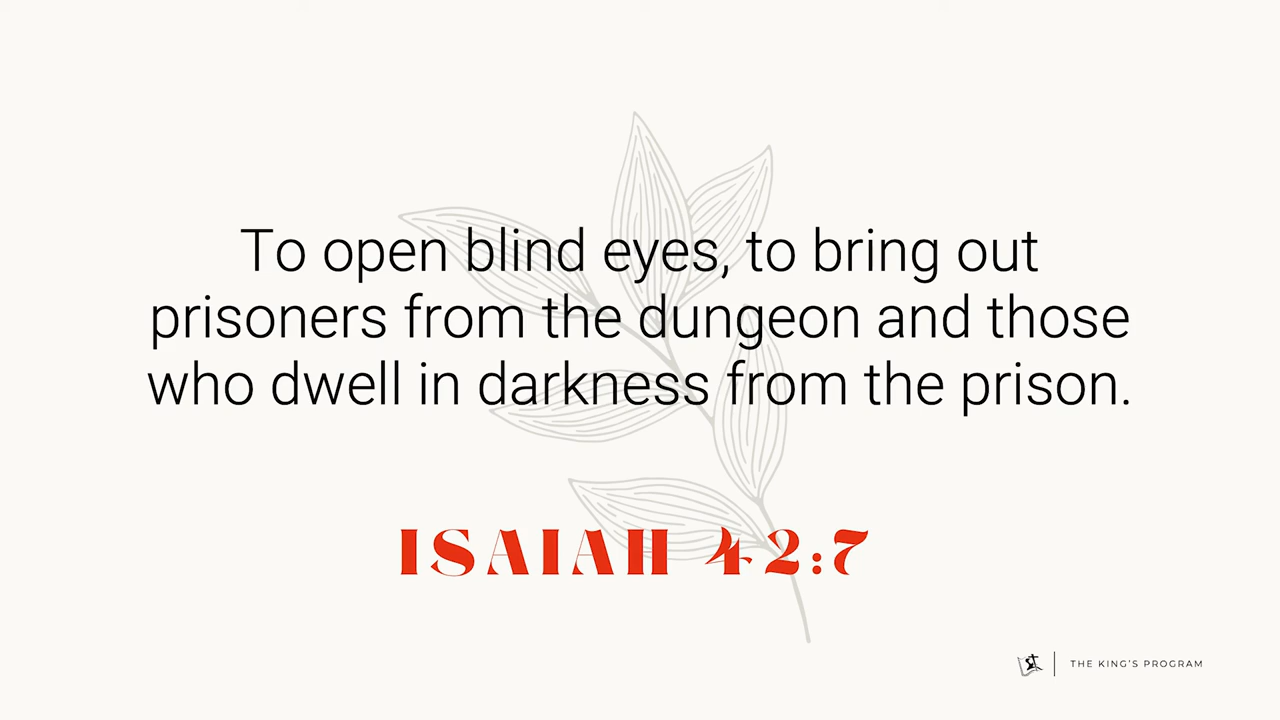 To open blind eyes, to bring out
prisoners from the dungeon and those
who dwell in darkness from the prison.
ISAIAH 42:7
THE KING'S PROGRAM